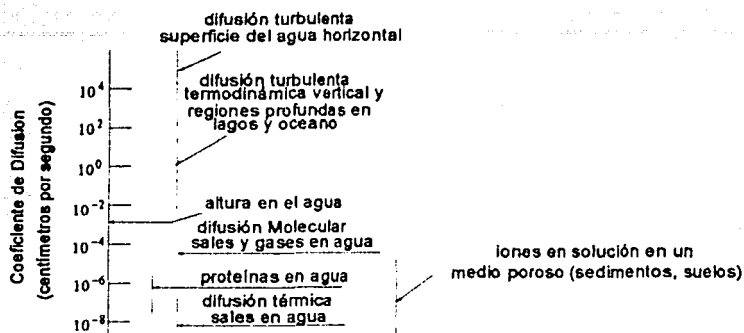 difusión turbulenta
superficie del agua horizontal
difusión turbulenta
termodinámica vertical y
regiones profundas en
lagos y oceano
altura en el agua
difusión Molecular
sales y gases en agua
proteínas en agua
difusión térmica
sales en agua
iones en solución en un
medio poroso (sedimentos, suelos)
Coeficiente de Difusion
(centímetros por segundo)
10⁴
10²
10⁰
10⁻²
10⁻⁴
10⁻⁶
10⁻⁸